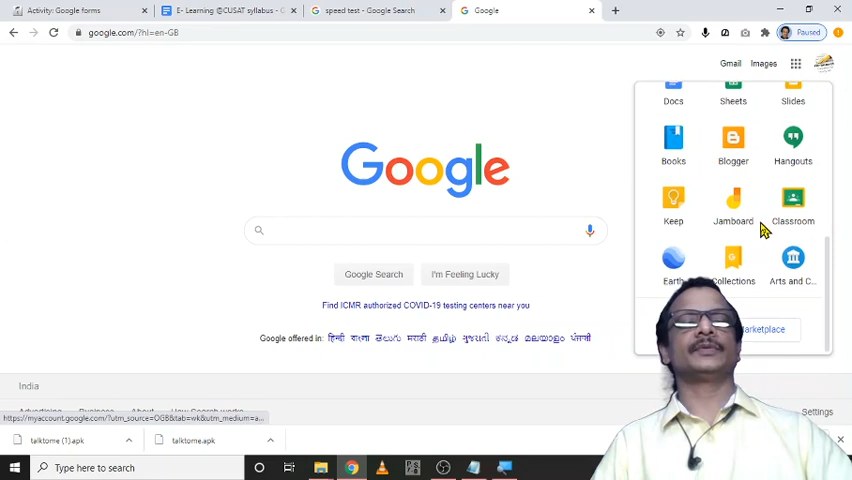 Activity: Google forms
E- Learning @CUSAT syllabus - G
speed test - Google Search
Google
google.com/?hl=en-GB
Paused
Gmail Images
Docs Sheets Slides
Books Blogger Hangouts
Google
Keep Jamboard Classroom
Google Search I'm Feeling Lucky
Earth Collections Arts and C...
Find ICMR authorized COVID-19 testing centers near you
Marketplace
Google offered in: हिन्दी বাংলা తెలుగు मराठी தமிழ் ગુજરાતી ಕನ್ನಡ മലയാളം ਪੰਜਾਬੀ
India
Settings
https://myaccount.google.com/?utm_source=OGB&tab=wk&utm_medium=a...
talktome (1).apk talktome.apk
Type here to search